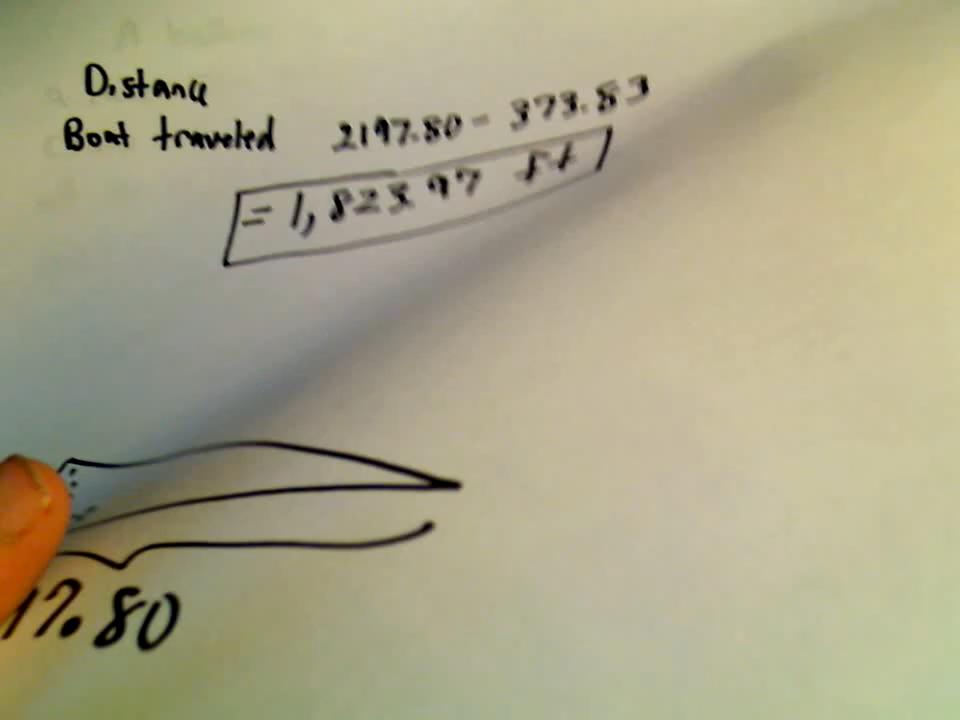 Distance
Boat traveled 2197.80 - 373.83
= 1,823.97 ft
17.80